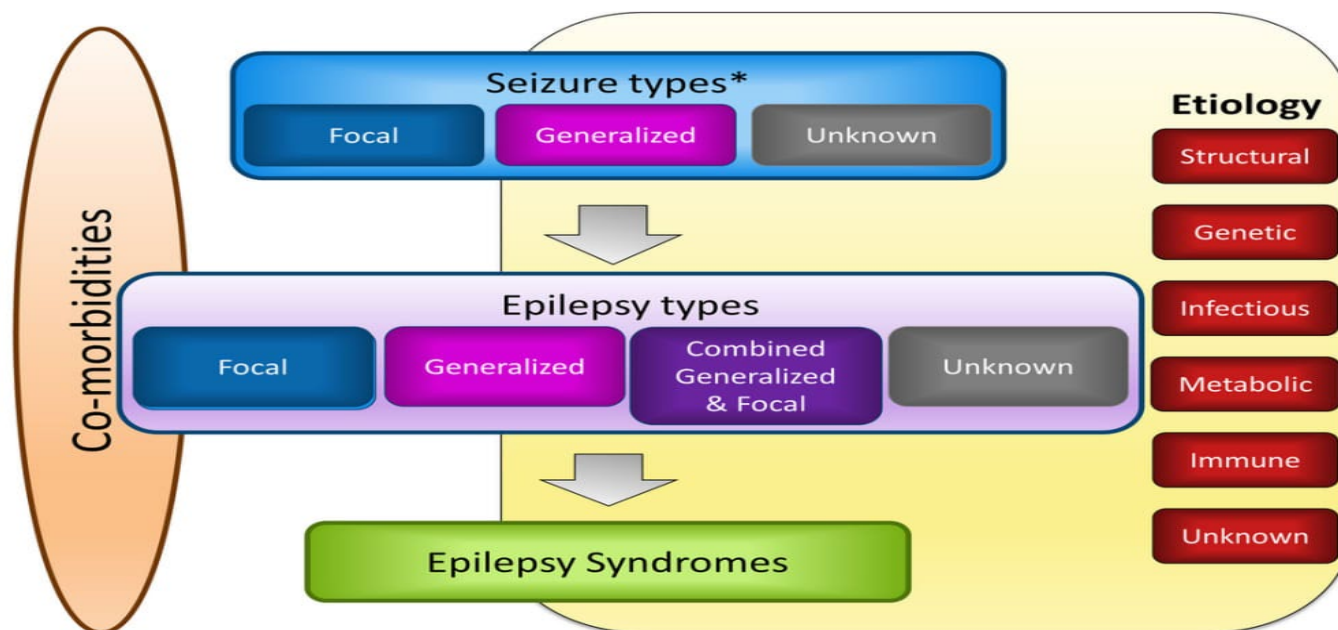 Seizure types*
Focal
Generalized
Unknown
Etiology
Structural
Genetic
Infectious
Metabolic
Immune
Unknown
Co-morbidities
Epilepsy types
Focal
Generalized
Combined
Generalized
& Focal
Unknown
Epilepsy Syndromes